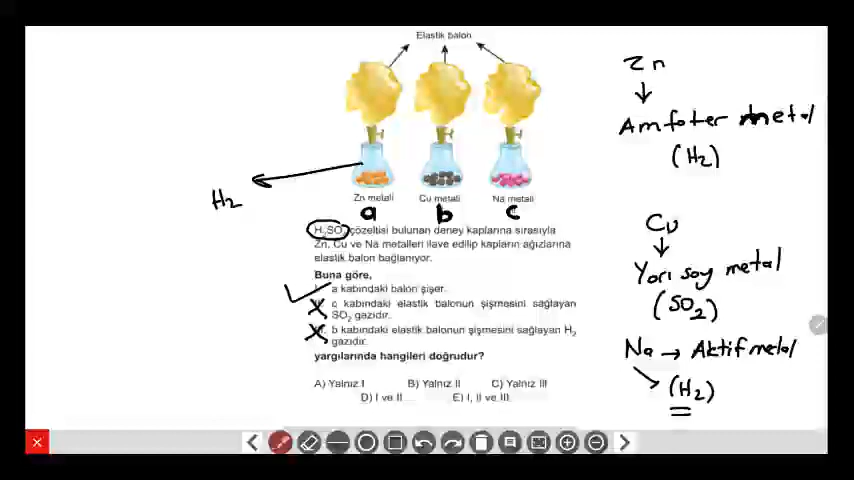 Elastik balon
Zn metali
Cu metali
Na metali
a
b
c
H2SO4 çözeltisi bulunan deney kaplarına sırasıyla
Zn, Cu ve Na metalleri ilave edilip kapların ağızlarına
elastik balon bağlanıyor.
Buna göre,
a kabındaki balon şişer.
c kabındaki elastik balonun şişmesini sağlayan
SO2 gazıdır.
b kabındaki elastik balonun şişmesini sağlayan H2
gazıdır.
yargılarında hangileri doğrudur?
A) Yalnız I
B) Yalnız II
C) Yalnız III
D) I ve II
E) I, II ve III
H2
Zn
Amfoter metal
(H2)
Cu
Yarı soy metal
(SO2)
Na → Aktif metal
(H2)